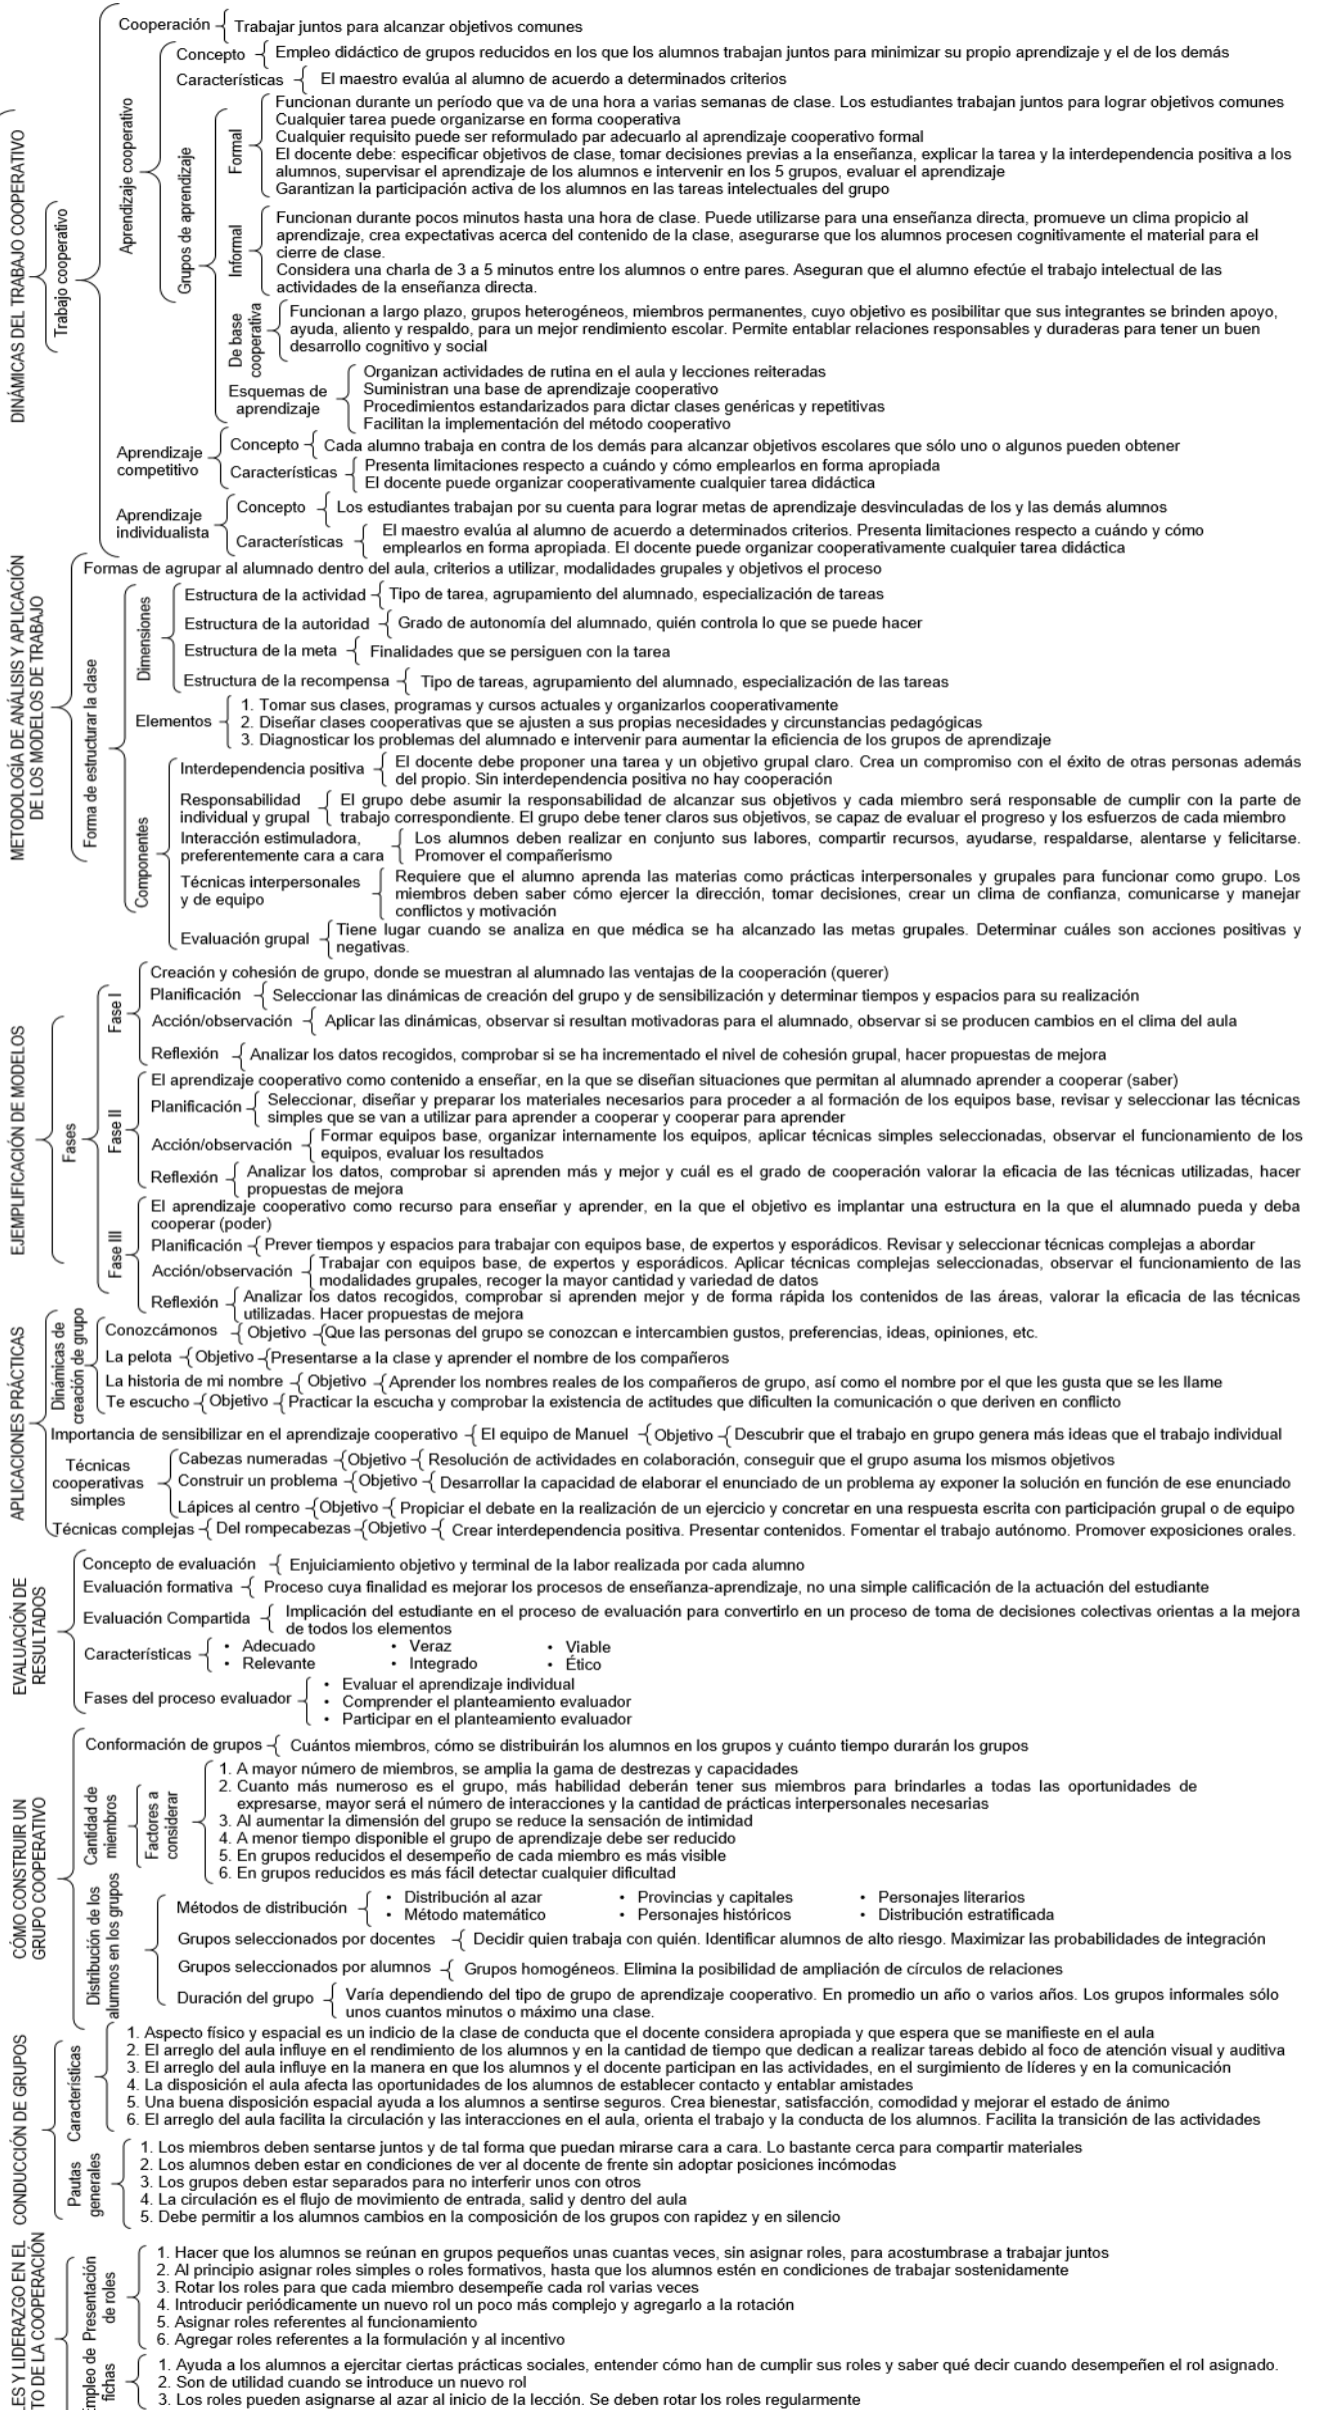 DINÁMICAS DEL TRABAJO COOPERATIVO
Trabajo cooperativo
Cooperación
Trabajar juntos para alcanzar objetivos comunes
Aprendizaje cooperativo
Concepto
Empleo didáctico de grupos reducidos en los que los alumnos trabajan juntos para minimizar su propio aprendizaje y el de los demás
Características
El maestro evalúa al alumno de acuerdo a determinados criterios
Grupos de aprendizaje
Formal
Funcionan durante un período que va de una hora a varias semanas de clase. Los estudiantes trabajan juntos para lograr objetivos comunes
Cualquier tarea puede organizarse en forma cooperativa
Cualquier requisito puede ser reformulado par adecuarlo al aprendizaje cooperativo formal
El docente debe: especificar objetivos de clase, tomar decisiones previas a la enseñanza, explicar la tarea y la interdependencia positiva a los
alumnos, supervisar el aprendizaje de los alumnos e intervenir en los 5 grupos, evaluar el aprendizaje
Garantizan la participación activa de los alumnos en las tareas intelectuales del grupo
Informal
Funcionan durante pocos minutos hasta una hora de clase. Puede utilizarse para una enseñanza directa, promueve un clima propicio al
aprendizaje, crea expectativas acerca del contenido de la clase, asegurarse que los alumnos procesen cognitivamente el material para el
cierre de clase.
Considera una charla de 3 a 5 minutos entre los alumnos o entre pares. Aseguran que el alumno efectúe el trabajo intelectual de las
actividades de la enseñanza directa.
De base
cooperativa
Funcionan a largo plazo, grupos heterogéneos, miembros permanentes, cuyo objetivo es posibilitar que sus integrantes se brinden apoyo,
ayuda, aliento y respaldo, para un mejor rendimiento escolar. Permite entablar relaciones responsables y duraderas para tener un buen
desarrollo cognitivo y social
Esquemas de
aprendizaje
Organizan actividades de rutina en el aula y lecciones reiteradas
Suministran una base de aprendizaje cooperativo
Procedimientos estandarizados para dictar clases genéricas y repetitivas
Facilitan la implementación del método cooperativo
Aprendizaje
competitivo
Concepto
Cada alumno trabaja en contra de los demás para alcanzar objetivos escolares que sólo uno o algunos pueden obtener
Características
Presenta limitaciones respecto a cuándo y cómo emplearlos en forma apropiada
El docente puede organizar cooperativamente cualquier tarea didáctica
Aprendizaje
individualista
Concepto
Los estudiantes trabajan por su cuenta para lograr metas de aprendizaje desvinculadas de los y las demás alumnos
Características
El maestro evalúa al alumno de acuerdo a determinados criterios. Presenta limitaciones respecto a cuándo y cómo
emplearlos en forma apropiada. El docente puede organizar cooperativamente cualquier tarea didáctica
METODOLOGÍA DE ANÁLISIS Y APLICACIÓN
DE LOS MODELOS DE TRABAJO
Formas de agrupar al alumnado dentro del aula, criterios a utilizar, modalidades grupales y objetivos el proceso
Forma de estructurar la clase
Dimensiones
Estructura de la actividad
Tipo de tarea, agrupamiento del alumnado, especialización de tareas
Estructura de la autoridad
Grado de autonomía del alumnado, quién controla lo que se puede hacer
Estructura de la meta
Finalidades que se persiguen con la tarea
Estructura de la recompensa
Tipo de tareas, agrupamiento del alumnado, especialización de las tareas
Elementos
1. Tomar sus clases, programas y cursos actuales y organizarlos cooperativamente
2. Diseñar clases cooperativas que se ajusten a sus propias necesidades y circunstancias pedagógicas
3. Diagnosticar los problemas del alumnado e intervenir para aumentar la eficiencia de los grupos de aprendizaje
Componentes
Interdependencia positiva
El docente debe proponer una tarea y un objetivo grupal claro. Crea un compromiso con el éxito de otras personas además
del propio. Sin interdependencia positiva no hay cooperación
Responsabilidad
individual y grupal
El grupo debe asumir la responsabilidad de alcanzar sus objetivos y cada miembro será responsable de cumplir con la parte de
trabajo correspondiente. El grupo debe tener claros sus objetivos, se capaz de evaluar el progreso y los esfuerzos de cada miembro
Interacción estimuladora,
preferentemente cara a cara
Los alumnos deben realizar en conjunto sus labores, compartir recursos, ayudarse, respaldarse, alentarse y felicitarse.
Promover el compañerismo
Técnicas interpersonales
y de equipo
Requiere que el alumno aprenda las materias como prácticas interpersonales y grupales para funcionar como grupo. Los
miembros deben saber cómo ejercer la dirección, tomar decisiones, crear un clima de confianza, comunicarse y manejar
conflictos y motivación
Evaluación grupal
Tiene lugar cuando se analiza en que médica se ha alcanzado las metas grupales. Determinar cuáles son acciones positivas y
negativas.
EJEMPLIFICACIÓN DE MODELOS
Fases
Fase I
Creación y cohesión de grupo, donde se muestran al alumnado las ventajas de la cooperación (querer)
Planificación
Seleccionar las dinámicas de creación del grupo y de sensibilización y determinar tiempos y espacios para su realización
Acción/observación
Aplicar las dinámicas, observar si resultan motivadoras para el alumnado, observar si se producen cambios en el clima del aula
Reflexión
Analizar los datos recogidos, comprobar si se ha incrementado el nivel de cohesión grupal, hacer propuestas de mejora
Fase II
El aprendizaje cooperativo como contenido a enseñar, en la que se diseñan situaciones que permitan al alumnado aprender a cooperar (saber)
Planificación
Seleccionar, diseñar y preparar los materiales necesarios para proceder a al formación de los equipos base, revisar y seleccionar las técnicas
simples que se van a utilizar para aprender a cooperar y cooperar para aprender
Acción/observación
Formar equipos base, organizar internamente los equipos, aplicar técnicas simples seleccionadas, observar el funcionamiento de los
equipos, evaluar los resultados
Reflexión
Analizar los datos, comprobar si aprenden más y mejor y cuál es el grado de cooperación valorar la eficacia de las técnicas utilizadas, hacer
propuestas de mejora
Fase III
El aprendizaje cooperativo como recurso para enseñar y aprender, en la que el objetivo es implantar una estructura en la que el alumnado pueda y deba
cooperar (poder)
Planificación
Prever tiempos y espacios para trabajar con equipos base, de expertos y esporádicos. Revisar y seleccionar técnicas complejas a abordar
Acción/observación
Trabajar con equipos base, de expertos y esporádicos. Aplicar técnicas complejas seleccionadas, observar el funcionamiento de las
modalidades grupales, recoger la mayor cantidad y variedad de datos
Reflexión
Analizar los datos recogidos, comprobar si aprenden mejor y de forma rápida los contenidos de las áreas, valorar la eficacia de las técnicas
utilizadas. Hacer propuestas de mejora
APLICACIONES PRÁCTICAS
Dinámicas de
creación de grupo
Conozcámonos
Objetivo
Que las personas del grupo se conozcan e intercambien gustos, preferencias, ideas, opiniones, etc.
La pelota
Objetivo
Presentarse a la clase y aprender el nombre de los compañeros
La historia de mi nombre
Objetivo
Aprender los nombres reales de los compañeros de grupo, así como el nombre por el que les gusta que se les llame
Te escucho
Objetivo
Practicar la escucha y comprobar la existencia de actitudes que dificulten la comunicación o que deriven en conflicto
Importancia de sensibilizar en el aprendizaje cooperativo
El equipo de Manuel
Objetivo
Descubrir que el trabajo en grupo genera más ideas que el trabajo individual
Técnicas
cooperativas
simples
Cabezas numeradas
Objetivo
Resolución de actividades en colaboración, conseguir que el grupo asuma los mismos objetivos
Construir un problema
Objetivo
Desarrollar la capacidad de elaborar el enunciado de un problema ay exponer la solución en función de ese enunciado
Lápices al centro
Objetivo
Propiciar el debate en la realización de un ejercicio y concretar en una respuesta escrita con participación grupal o de equipo
Técnicas complejas
Del rompecabezas
Objetivo
Crear interdependencia positiva. Presentar contenidos. Fomentar el trabajo autónomo. Promover exposiciones orales.
EVALUACIÓN DE
RESULTADOS
Concepto de evaluación
Enjuiciamiento objetivo y terminal de la labor realizada por cada alumno
Evaluación formativa
Proceso cuya finalidad es mejorar los procesos de enseñanza-aprendizaje, no una simple calificación de la actuación del estudiante
Evaluación Compartida
Implicación del estudiante en el proceso de evaluación para convertirlo en un proceso de toma de decisiones colectivas orientas a la mejora
de todos los elementos
Características
• Adecuado • Veraz • Viable
• Relevante • Integrado • Ético
Fases del proceso evaluador
• Evaluar el aprendizaje individual
• Comprender el planteamiento evaluador
• Participar en el planteamiento evaluador
CÓMO CONSTRUIR UN
GRUPO COOPERATIVO
Conformación de grupos
Cuántos miembros, cómo se distribuirán los alumnos en los grupos y cuánto tiempo durarán los grupos
Cantidad de
miembros
Factores a
considerar
1. A mayor número de miembros, se amplia la gama de destrezas y capacidades
2. Cuanto más numeroso es el grupo, más habilidad deberán tener sus miembros para brindarles a todas las oportunidades de
expresarse, mayor será el número de interacciones y la cantidad de prácticas interpersonales necesarias
3. Al aumentar la dimensión del grupo se reduce la sensación de intimidad
4. A menor tiempo disponible el grupo de aprendizaje debe ser reducido
5. En grupos reducidos el desempeño de cada miembro es más visible
6. En grupos reducidos es más fácil detectar cualquier dificultad
Distribución de los
alumnos en los grupos
Métodos de distribución
• Distribución al azar • Provincias y capitales • Personajes literarios
• Método matemático • Personajes históricos • Distribución estratificada
Grupos seleccionados por docentes
Decidir quien trabaja con quién. Identificar alumnos de alto riesgo. Maximizar las probabilidades de integración
Grupos seleccionados por alumnos
Grupos homogéneos. Elimina la posibilidad de ampliación de círculos de relaciones
Duración del grupo
Varía dependiendo del tipo de grupo de aprendizaje cooperativo. En promedio un año o varios años. Los grupos informales sólo
unos cuantos minutos o máximo una clase.
CONDUCCIÓN DE GRUPOS
Características
1. Aspecto físico y espacial es un indicio de la clase de conducta que el docente considera apropiada y que espera que se manifieste en el aula
2. El arreglo del aula influye en el rendimiento de los alumnos y en la cantidad de tiempo que dedican a realizar tareas debido al foco de atención visual y auditiva
3. El arreglo del aula influye en la manera en que los alumnos y el docente participan en las actividades, en el surgimiento de líderes y en la comunicación
4. La disposición el aula afecta las oportunidades de los alumnos de establecer contacto y entablar amistades
5. Una buena disposición espacial ayuda a los alumnos a sentirse seguros. Crea bienestar, satisfacción, comodidad y mejorar el estado de ánimo
6. El arreglo del aula facilita la circulación y las interacciones en el aula, orienta el trabajo y la conducta de los alumnos. Facilita la transición de las actividades
Pautas
generales
1. Los miembros deben sentarse juntos y de tal forma que puedan mirarse cara a cara. Lo bastante cerca para compartir materiales
2. Los alumnos deben estar en condiciones de ver al docente de frente sin adoptar posiciones incómodas
3. Los grupos deben estar separados para no interferir unos con otros
4. La circulación es el flujo de movimiento de entrada, salid y dentro del aula
5. Debe permitir a los alumnos cambios en la composición de los grupos con rapidez y en silencio
LES Y LIDERAZGO EN EL
TO DE LA COOPERACIÓN
Presentación
de roles
1. Hacer que los alumnos se reúnan en grupos pequeños unas cuantas veces, sin asignar roles, para acostumbrase a trabajar juntos
2. Al principio asignar roles simples o roles formativos, hasta que los alumnos estén en condiciones de trabajar sostenidamente
3. Rotar los roles para que cada miembro desempeñe cada rol varias veces
4. Introducir periódicamente un nuevo rol un poco más complejo y agregarlo a la rotación
5. Asignar roles referentes al funcionamiento
6. Agregar roles referentes a la formulación y al incentivo
mpleo de
fichas
1. Ayuda a los alumnos a ejercitar ciertas prácticas sociales, entender cómo han de cumplir sus roles y saber qué decir cuando desempeñen el rol asignado.
2. Son de utilidad cuando se introduce un nuevo rol
3. Los roles pueden asignarse al azar al inicio de la lección. Se deben rotar los roles regularmente